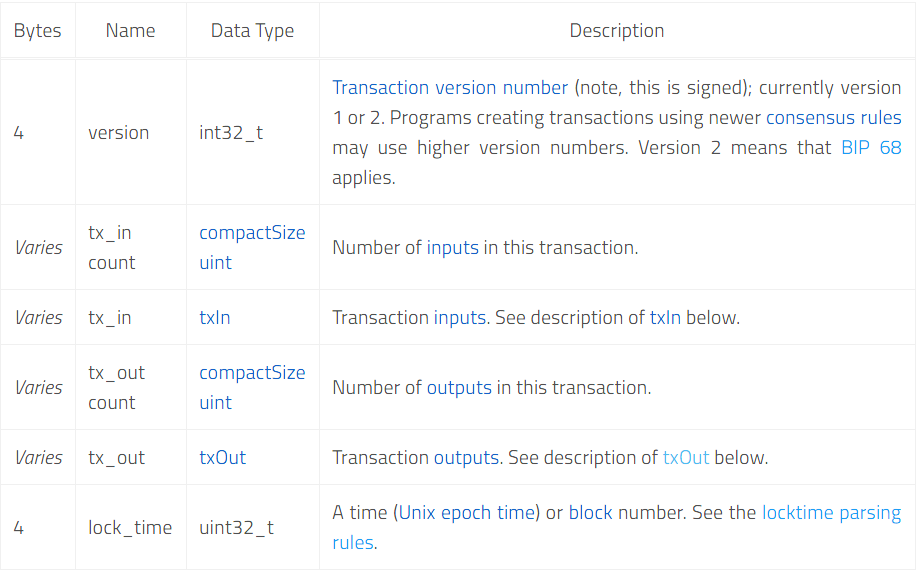 Bytes Name Data Type Description
4 version int32_t Transaction version number (note, this is signed); currently version
1 or 2. Programs creating transactions using newer consensus rules
may use higher version numbers. Version 2 means that BIP 68
applies.
Varies tx_in count compactSize uint Number of inputs in this transaction.
Varies tx_in txIn Transaction inputs. See description of txIn below.
Varies tx_out count compactSize uint Number of outputs in this transaction.
Varies tx_out txOut Transaction outputs. See description of txOut below.
4 lock_time uint32_t A time (Unix epoch time) or block number. See the locktime parsing
rules.